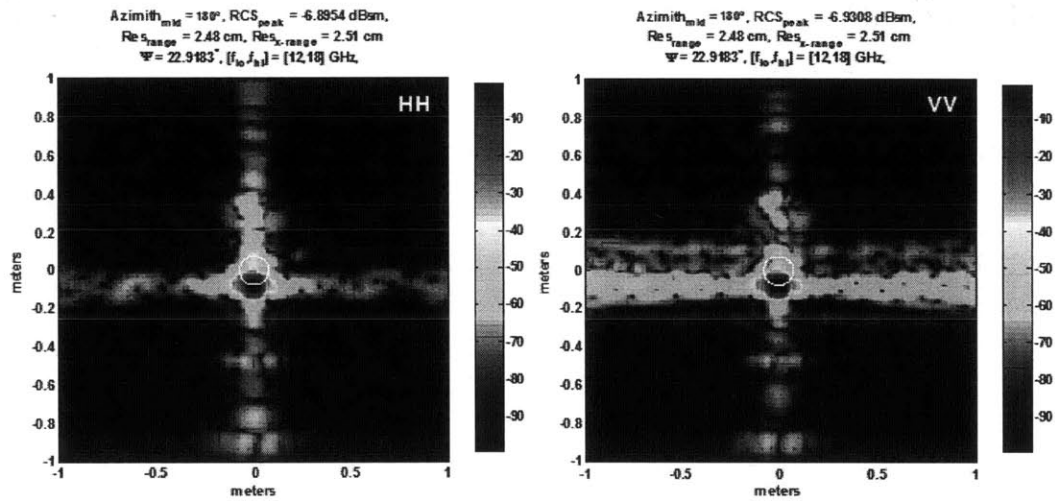 Azimuth_mid = 180°, RCS_peak = -6.8954 dBsm,
Res_range = 2.48 cm, Res_x-range = 2.51 cm
Ψ = 22.9183°, [f_lo,f_hi] = [12,18] GHz,
HH
1
0.8
0.6
0.4
0.2
0
-0.2
-0.4
-0.6
-0.8
-1
meters
-1 -0.5 0 0.5 1
meters
-10
-20
-30
-40
-50
-60
-70
-80
-90
Azimuth_mid = 180°, RCS_peak = -6.9308 dBsm,
Res_range = 2.48 cm, Res_x-range = 2.51 cm
Ψ = 22.9183°, [f_lo,f_hi] = [12,18] GHz,
VV
1
0.8
0.6
0.4
0.2
0
-0.2
-0.4
-0.6
-0.8
-1
meters
-1 -0.5 0 0.5 1
meters
-10
-20
-30
-40
-50
-60
-70
-80
-90